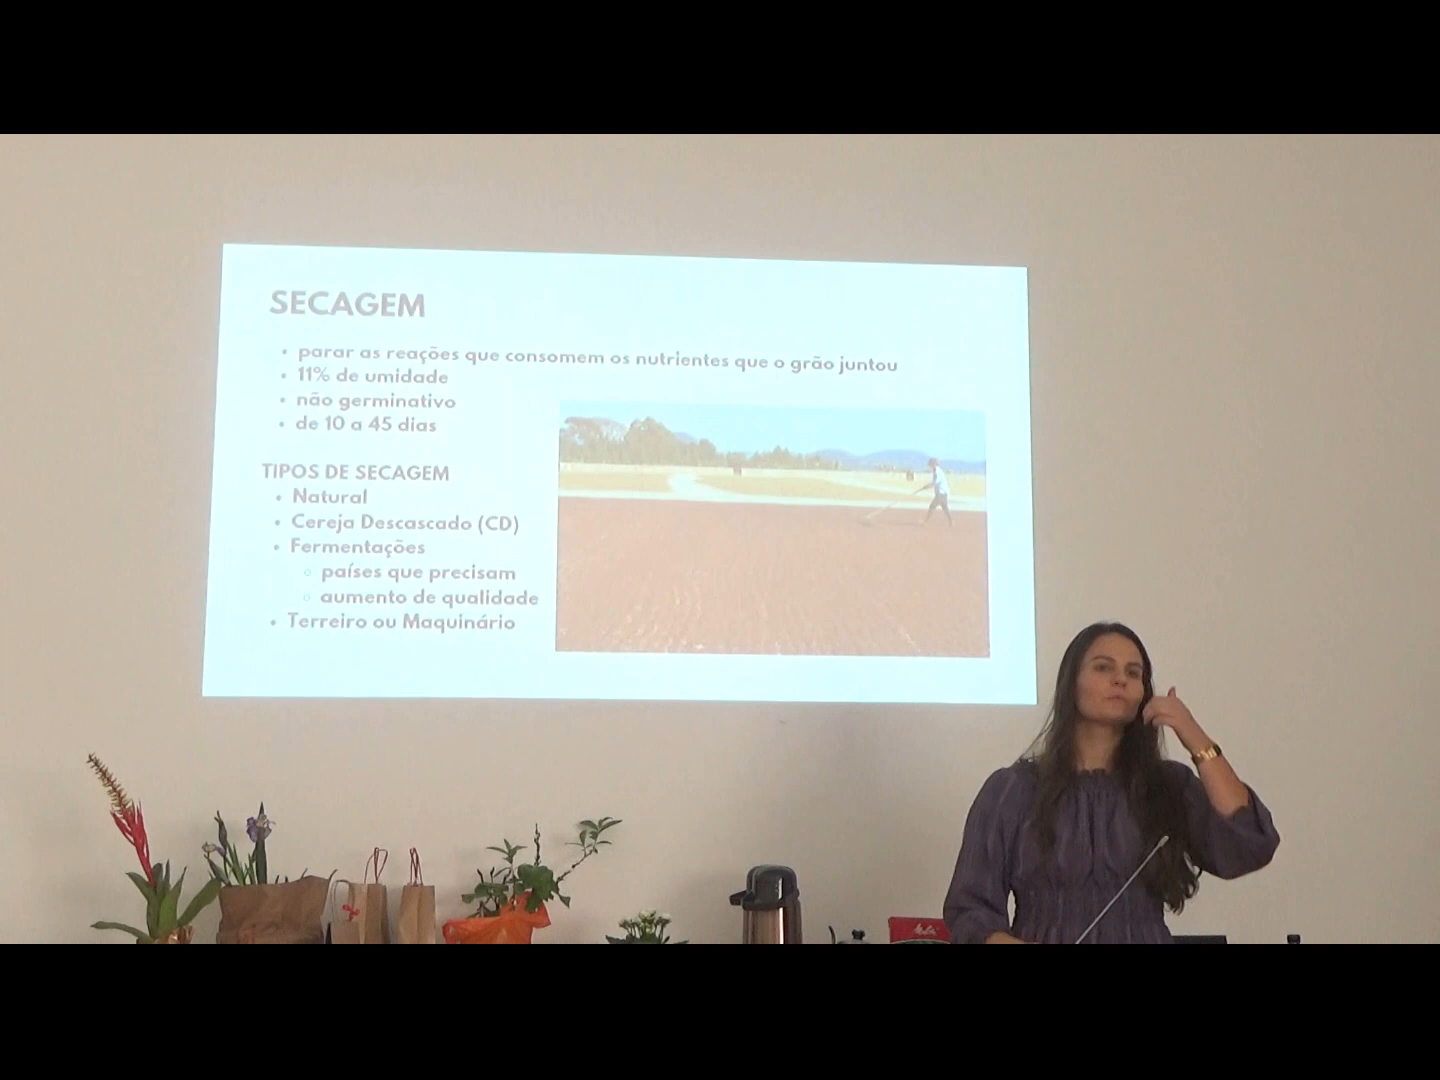 SECAGEM
• parar as reações que consomem os nutrientes que o grão juntou
• 11% de umidade
• não germinativo
• de 10 a 45 dias
TIPOS DE SECAGEM
• Natural
• Cereja Descascado (CD)
• Fermentações
○ países que precisam
○ aumento de qualidade
• Terreiro ou Maquinário
Melitta